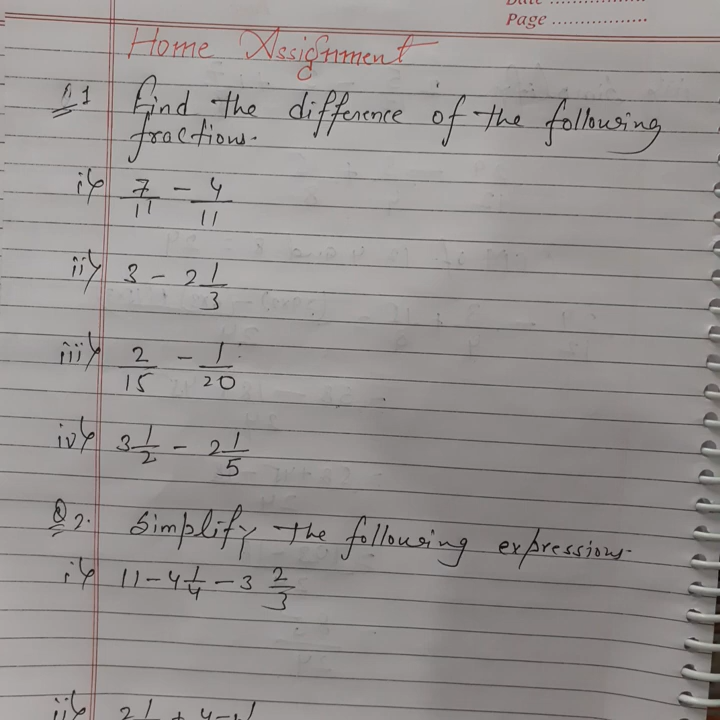 Page ..................
Home Assignment
Q.1 Find the difference of the following
fractions.
i) 7/11 - 4/11
ii) 3 - 2 1/3
iii) 2/15 - 1/20
iv) 3 1/2 - 2 1/5
Q 2. Simplify the following expressions.
i) 11 - 4 1/4 - 3 2/3
ii)